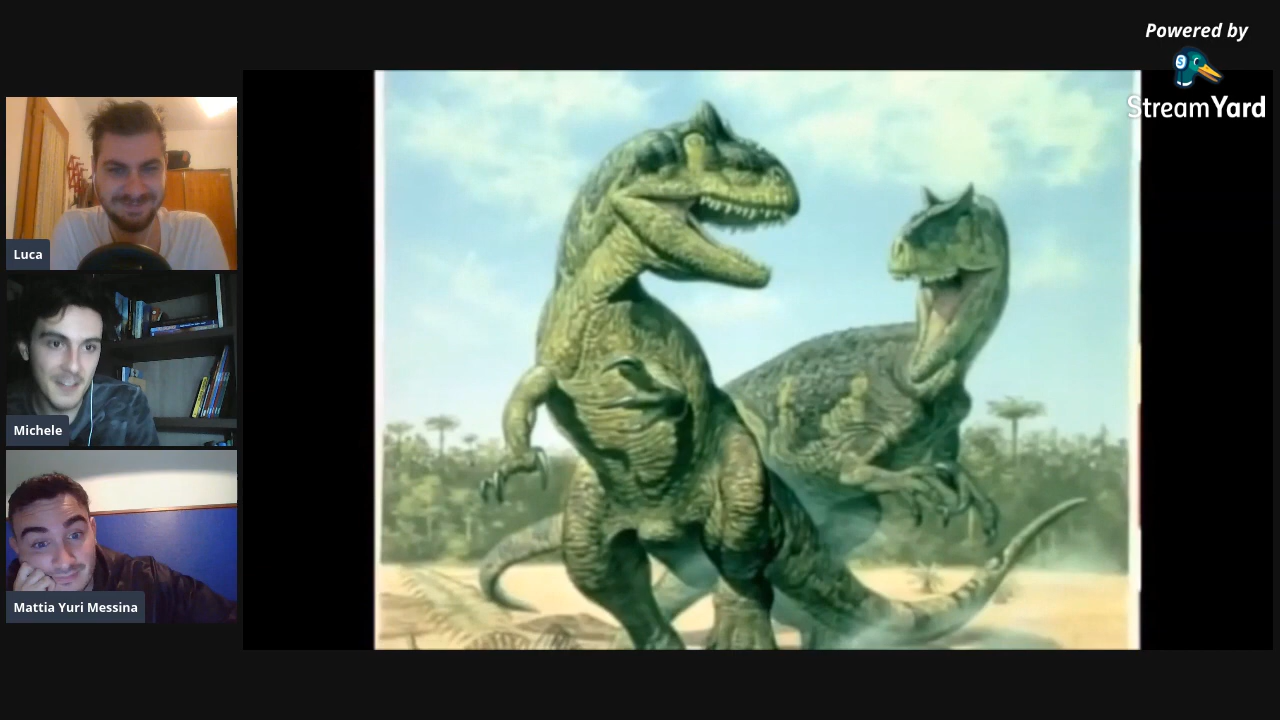 Powered by
StreamYard
Luca
Michele
Mattia Yuri Messina